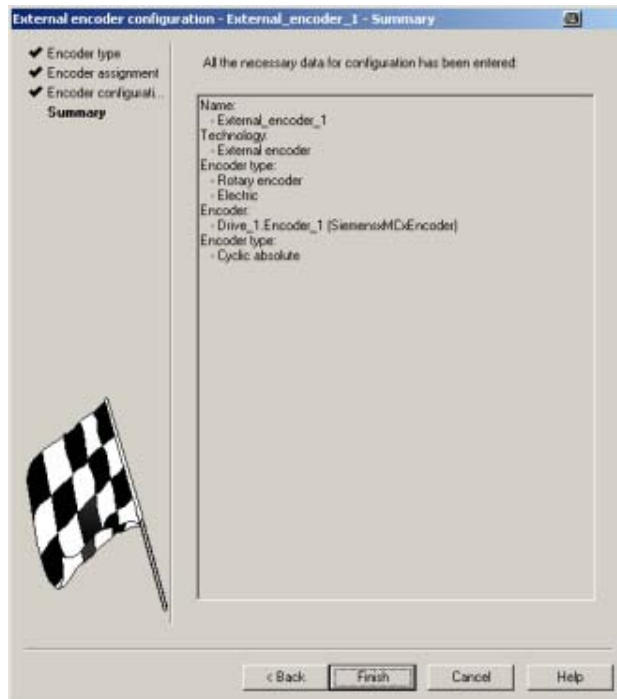 External encoder configuration - External_encoder_1 - Summary
✔ Encoder type
✔ Encoder assignment
✔ Encoder configurati...
Summary
All the necessary data for configuration has been entered:
Name:
- External_encoder_1
Technology:
- External encoder
Encoder type:
- Rotary encoder
- Electric
Encoder:
- Drive_1.Encoder_1 (SiemensxMCxEncoder)
Encoder type:
- Cyclic absolute
< Back
Finish
Cancel
Help